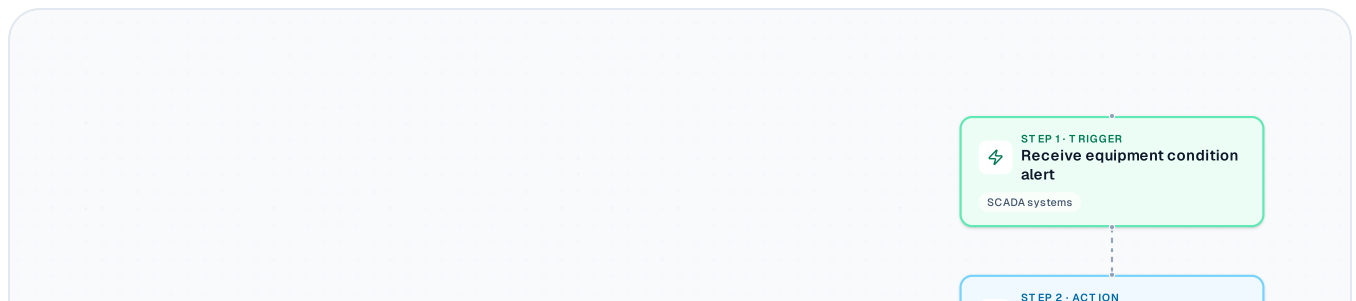 STEP 1 · TRIGGER
Receive equipment condition
alert
SCADA systems
STEP 2 · ACTION